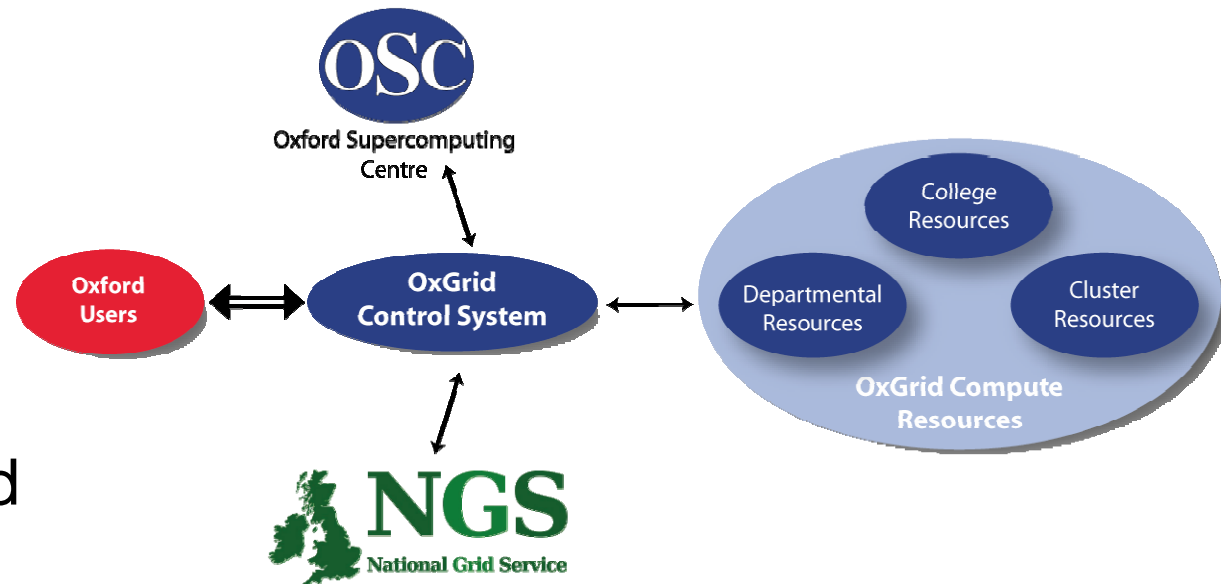 OSC
Oxford Supercomputing
Centre
College
Resources
Oxford
Users
OxGrid
Control System
Departmental
Resources
Cluster
Resources
OxGrid Compute
Resources
d
NGS
National Grid Service